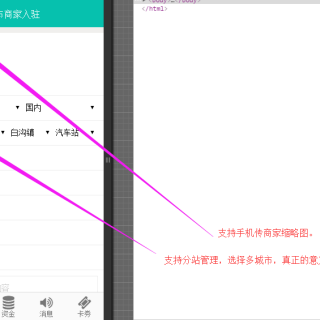 商家入驻
</html>
国内
白沟镇 汽车站
支持手机传商家缩略图，
支持分站管理，选择多城市，真正的意
资金 消息 卡券